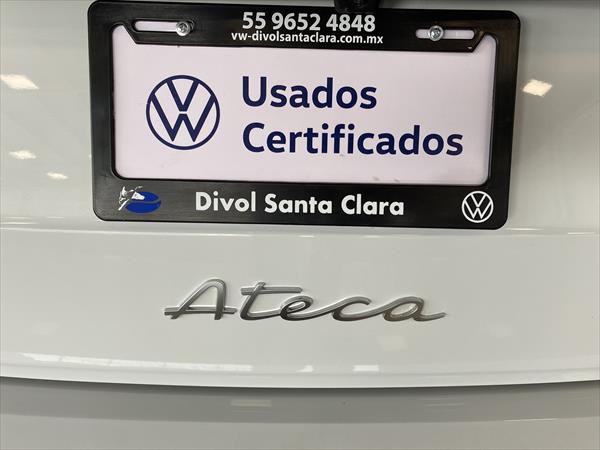 55 9652 4848
vw-divolsantaclara.com.mx
Usados
Certificados
Divol Santa Clara
Ateca